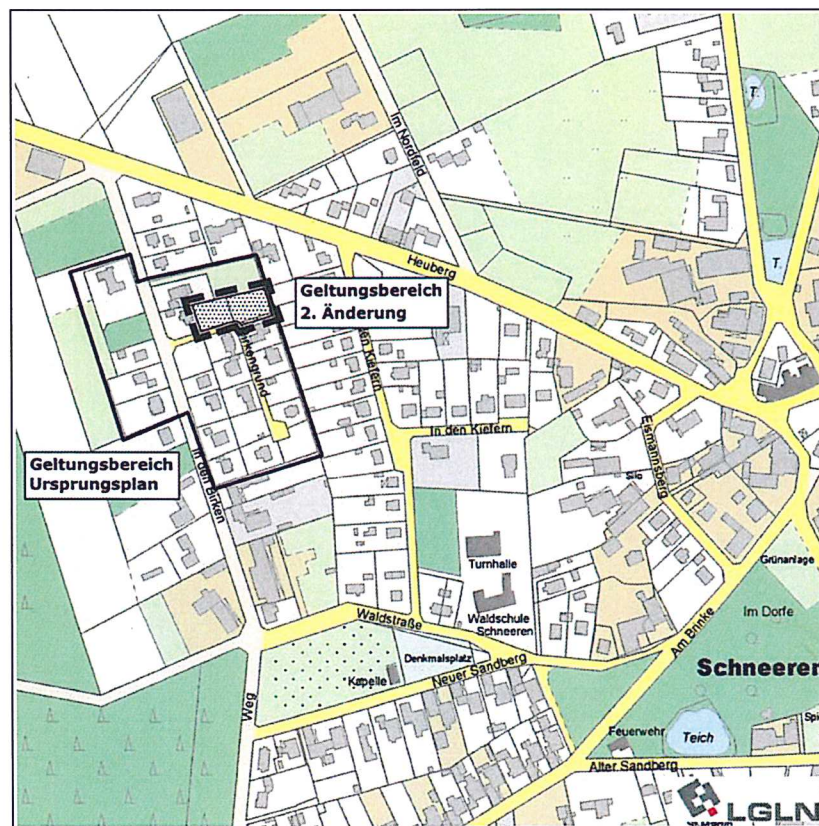 T.
Im Nordfeld
Heuberg
T.
Geltungsbereich
2. Änderung
In den Kiefern
Eismannsberg
Geltungsbereich
Ursprungsplan
In den Birken
Silo
Turnhalle
Grünanlage
Waldschule
Schneeren
Im Dorfe
Waldstraße
Am Brinke
Denkmalsplatz
Schneeren
Kapelle
Neuer Sandberg
Weg
Feuerwehr
Teich
Alter Sandberg
LGLN